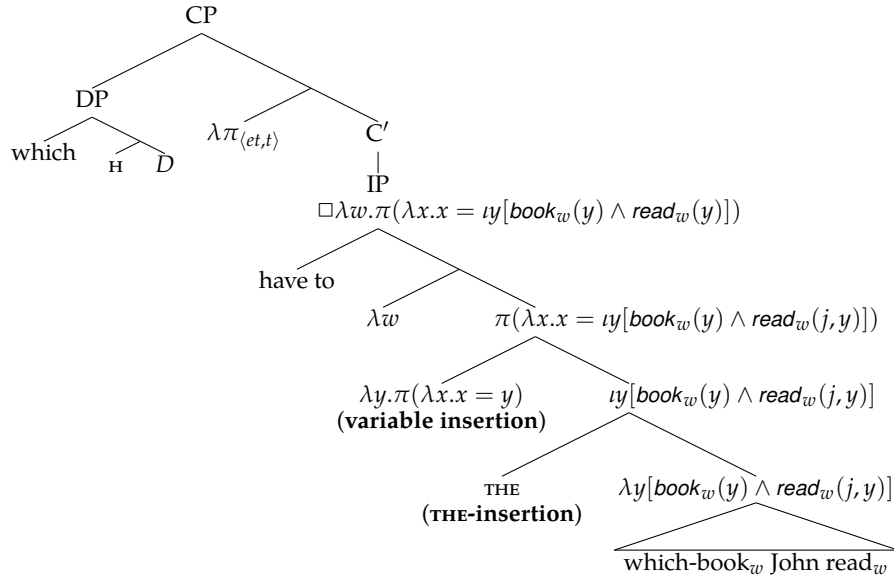 CP
DP
λπ⟨et,t⟩ C′
which
H D
IP
□λw.π(λx.x = ιy[book_w(y) ∧ read_w(y)])
have to
λw π(λx.x = ιy[book_w(y) ∧ read_w(j, y)])
λy.π(λx.x = y) ιy[book_w(y) ∧ read_w(j, y)]
(variable insertion)
THE λy[book_w(y) ∧ read_w(j, y)]
(THE-insertion)
which-book_w John read_w